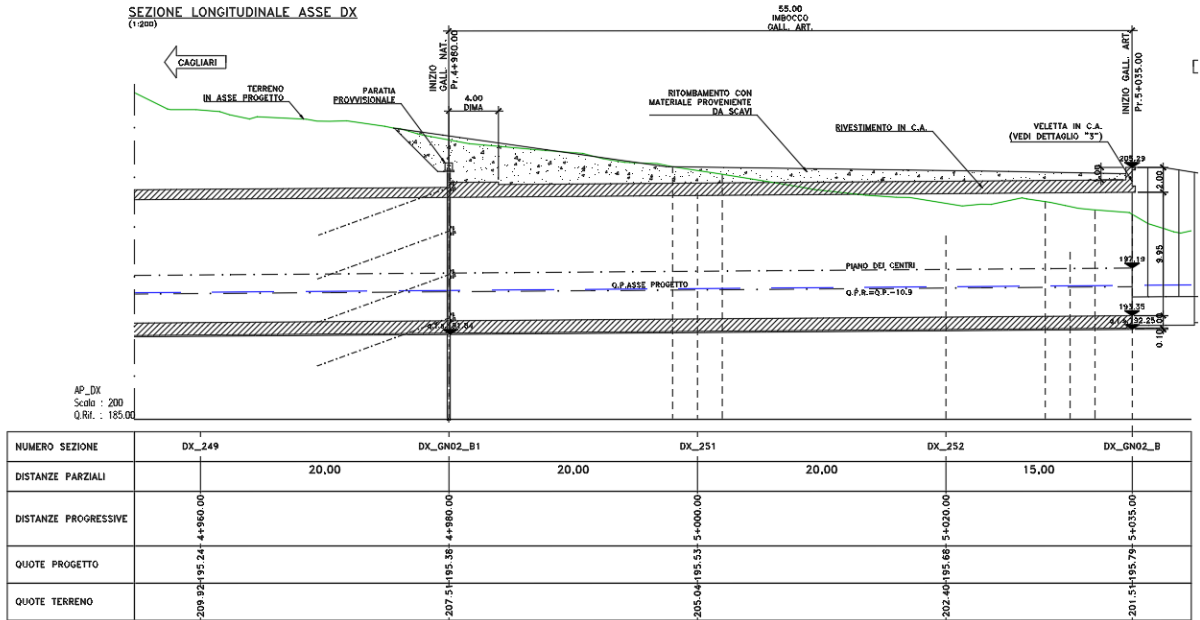 SEZIONE LONGITUDINALE ASSE DX
(1:200)
55.00
IMBOCCO
GALL. ART.
CAGLIARI
INIZIO
GALL. NAT.
Pr.4+980.00
INIZIO GALL. ART.
Pr.5+035.00
TERRENO
IN ASSE PROGETTO
PARATIA
PROVVISIONALE
4.00
DIMA
RITOMBAMENTO CON
MATERIALE PROVENIENTE
DA SCAVI
RIVESTIMENTO IN C.A.
VELETTA IN C.A.
(VEDI DETTAGLIO "3")
205.29
2.00
9.95
PIANO DEI CENTRI
197.19
Q.P.ASSE PROGETTO
Q.P.R.=Q.P.-10.9
193.35
0.10
AP_DX
Scala : 200
Q.Rif. : 185.00
NUMERO SEZIONE DX_249 DX_GN02_B1 DX_251 DX_252 DX_GN02_B
DISTANZE PARZIALI 20.00 20.00 20.00 15.00
DISTANZE PROGRESSIVE 4+960.00 4+980.00 5+000.00 5+020.00 5+035.00
QUOTE PROGETTO 195.24 195.38 195.53 195.68 195.79
QUOTE TERRENO 209.92 207.51 205.04 202.40 201.51